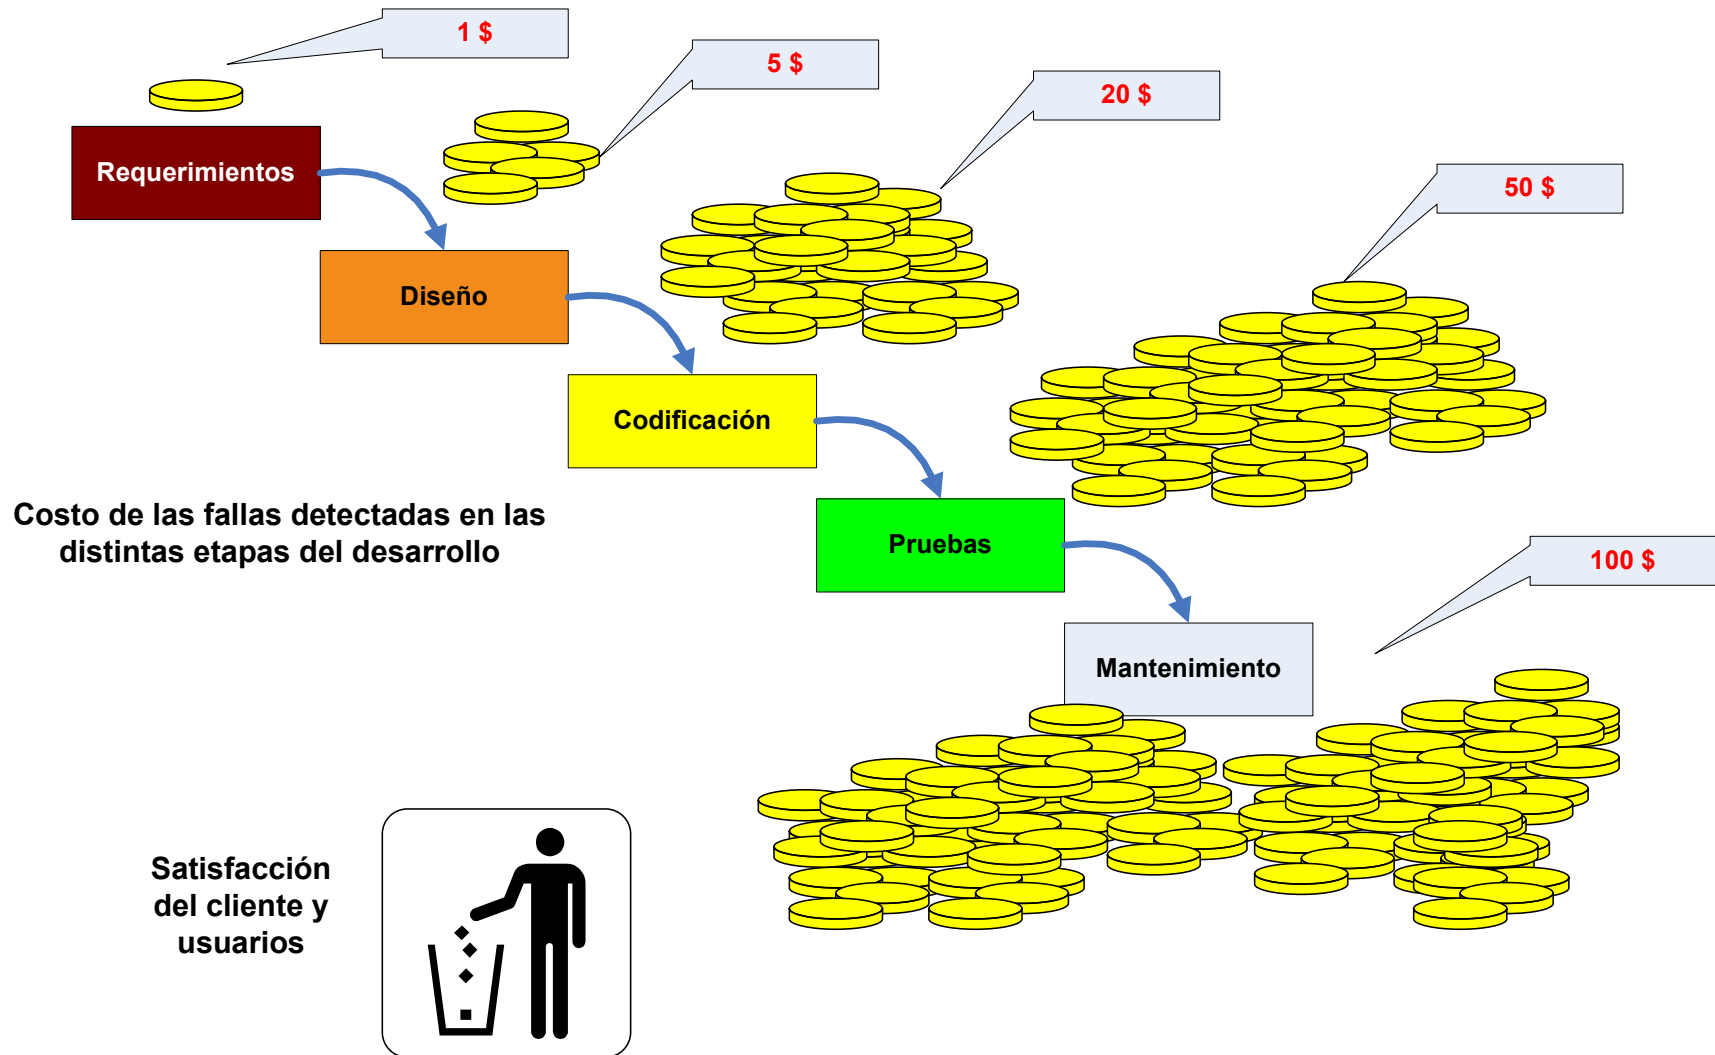 1 $
5 $
20 $
Requerimientos
50 $
Diseño
Codificación
Costo de las fallas detectadas en las
distintas etapas del desarrollo
Pruebas
100 $
Mantenimiento
Satisfacción
del cliente y
usuarios